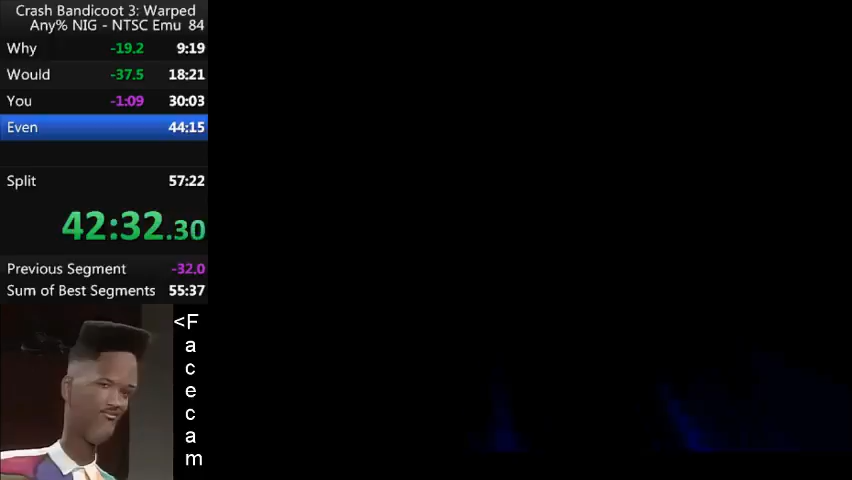 Crash Bandicoot 3: Warped
Any% NIG - NTSC Emu 84
Why -19.2 9:19
Would -37.5 18:21
You -1:09 30:03
Even 44:15
Split 57:22
42:32.30
Previous Segment -32.0
Sum of Best Segments 55:37
<F
a
c
e
c
a
m